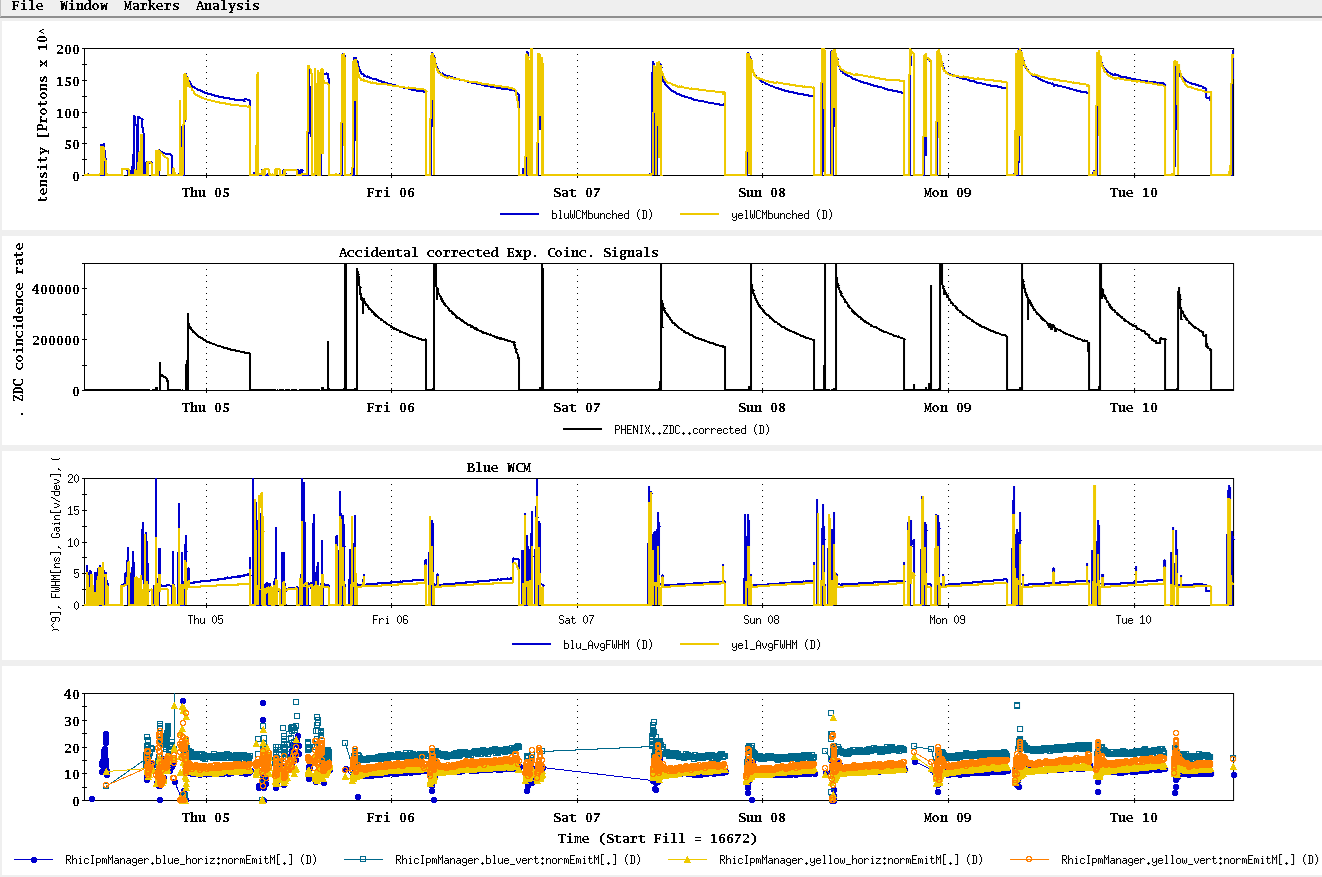 File Window Markers Analysis
tensity [Protons x 10^
200
150
100
50
0
Thu 05 Fri 06 Sat 07 Sun 08 Mon 09 Tue 10
bluWCMbunched (D) yelWCMbunched (D)
Accidental corrected Exp. Coinc. Signals
. ZDC coincidence rate
400000
200000
0
Thu 05 Fri 06 Sat 07 Sun 08 Mon 09 Tue 10
PHENIX..ZDC..corrected (D)
Blue WCM
)^9], FWHM[ns], Gain[v/dev], (
20
15
10
5
0
Thu 05 Fri 06 Sat 07 Sun 08 Mon 09 Tue 10
blu_AvgFWHM (D) yel_AvgFWHM (D)
40
30
20
10
0
Thu 05 Fri 06 Sat 07 Sun 08 Mon 09 Tue 10
Time (Start Fill = 16672)
RhicIpmManager.blue_horiz:normEmitM[.] (D) RhicIpmManager.blue_vert:normEmitM[.] (D) RhicIpmManager.yellow_horiz:normEmitM[.] (D) RhicIpmManager.yellow_vert:normEmitM[.] (D)